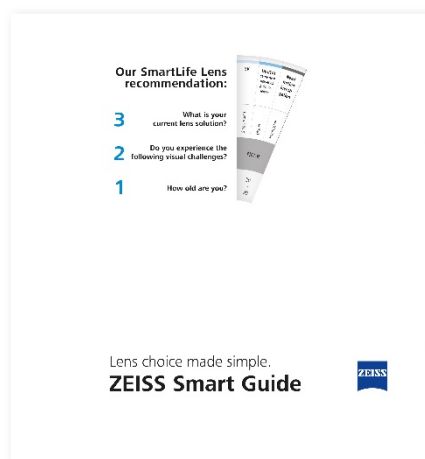 Our SmartLife Lens
recommendation:
3
What is your
current lens solution?
2
Do you experience the
following visual challenges?
1
How old are you?
Lens choice made simple.
ZEISS Smart Guide
ZEISS